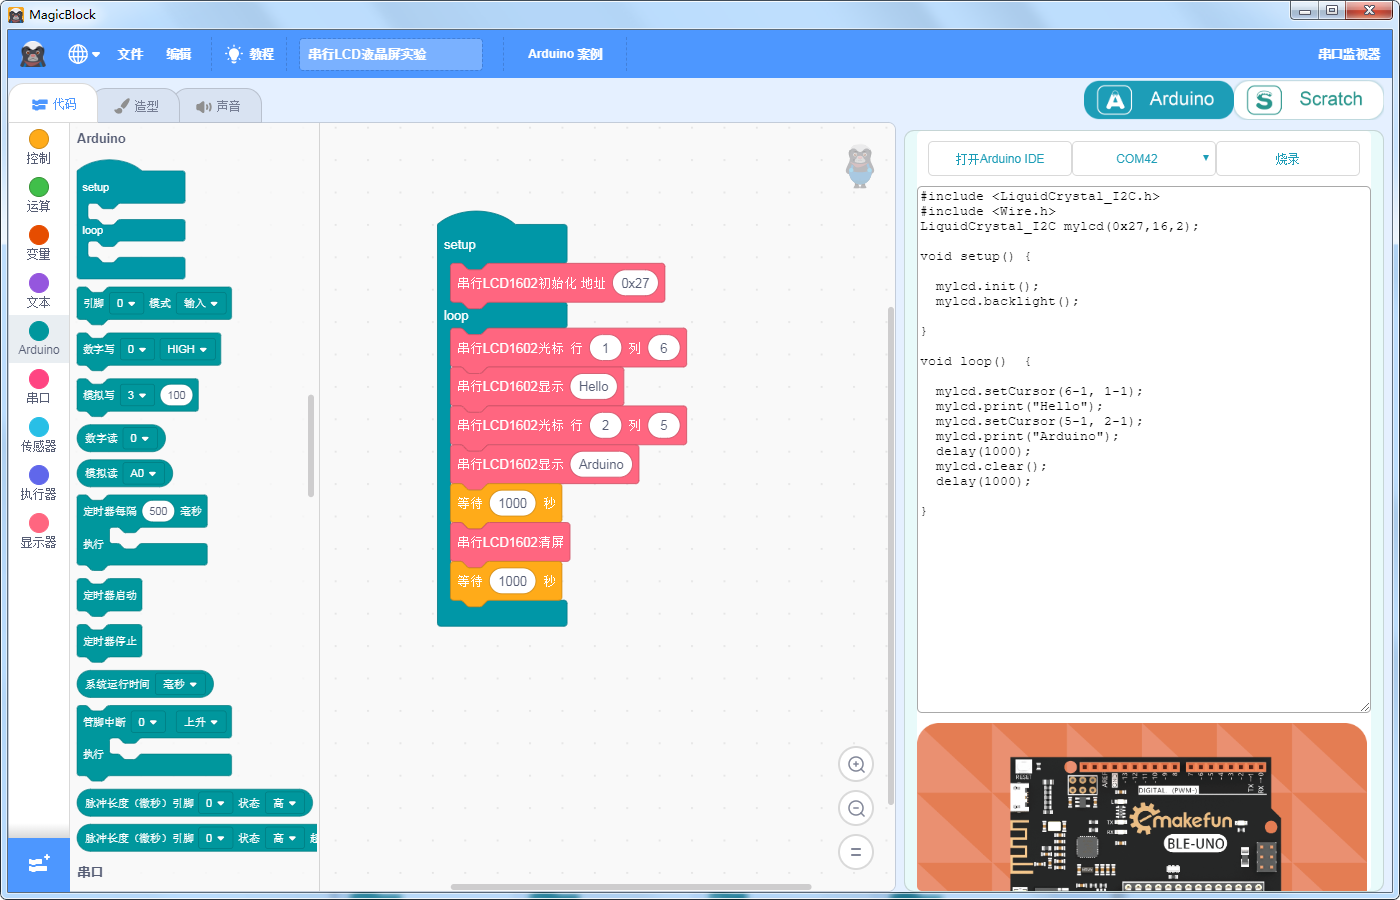 MagicBlock
文件
编辑
教程
串行LCD液晶屏实验
Arduino 案例
串口监视器
代码
造型
声音
Arduino
Scratch
控制
运算
变量
文本
Arduino
串口
传感器
执行器
显示器
Arduino
setup
loop
引脚 0 模式 输入
数字写 0 HIGH
模拟写 3 100
数字读 0
模拟读 A0
定时器每隔 500 毫秒
执行
定时器启动
定时器停止
系统运行时间 毫秒
管脚中断 0 上升
执行
脉冲长度（微秒）引脚 0 状态 高
脉冲长度（微秒）引脚 0 状态 高
串口
setup
串行LCD1602初始化 地址 0x27
loop
串行LCD1602光标 行 1 列 6
串行LCD1602显示 Hello
串行LCD1602光标 行 2 列 5
串行LCD1602显示 Arduino
等待 1000 秒
串行LCD1602清屏
等待 1000 秒
打开Arduino IDE
COM42
烧录
#include <LiquidCrystal_I2C.h>
#include <Wire.h>
LiquidCrystal_I2C mylcd(0x27,16,2);
void setup() {
mylcd.init();
mylcd.backlight();
}
void loop() {
mylcd.setCursor(6-1, 1-1);
mylcd.print("Hello");
mylcd.setCursor(5-1, 2-1);
mylcd.print("Arduino");
delay(1000);
mylcd.clear();
delay(1000);
}
RESET
AREF
DIGITAL (PWM~)
TX
RX
emakefun
BLE-UNO